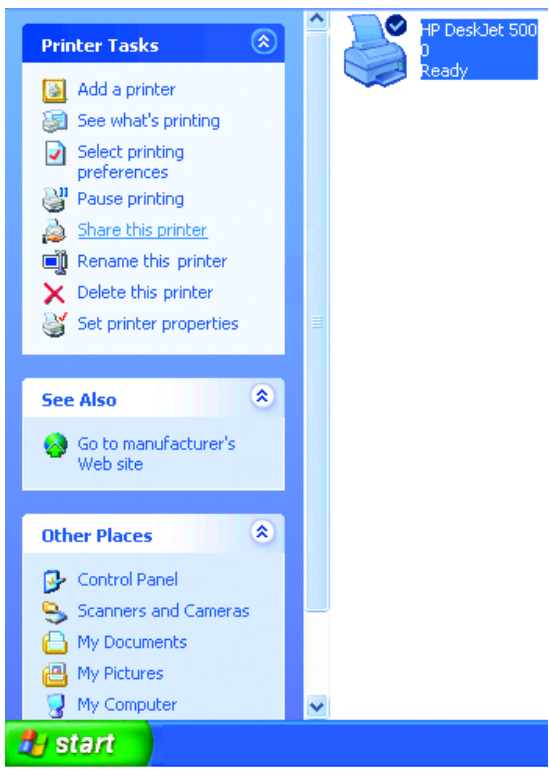 Printer Tasks
Add a printer
See what's printing
Select printing
preferences
Pause printing
Share this printer
Rename this printer
Delete this printer
Set printer properties
See Also
Go to manufacturer's
Web site
Other Places
Control Panel
Scanners and Cameras
My Documents
My Pictures
My Computer
HP DeskJet 500
0
Ready
start